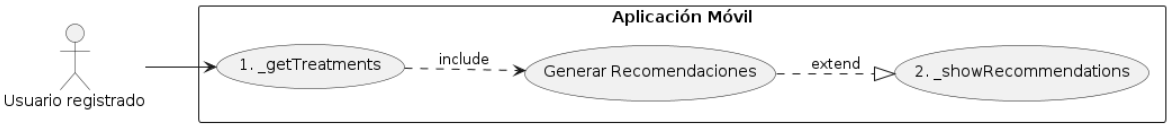 Aplicación Móvil
Usuario registrado
1. _getTreatments
include
Generar Recomendaciones
extend
2. _showRecommendations